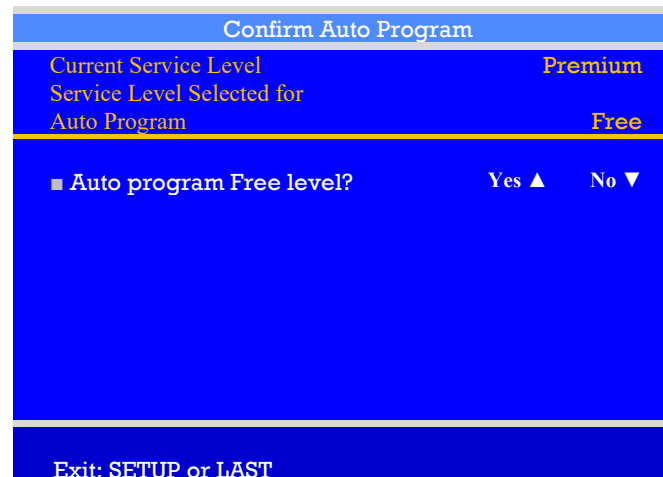 Confirm Auto Program
Current Service Level Premium
Service Level Selected for
Auto Program Free
Auto program Free level? Yes ▲ No ▼
Exit: SETUP or LAST